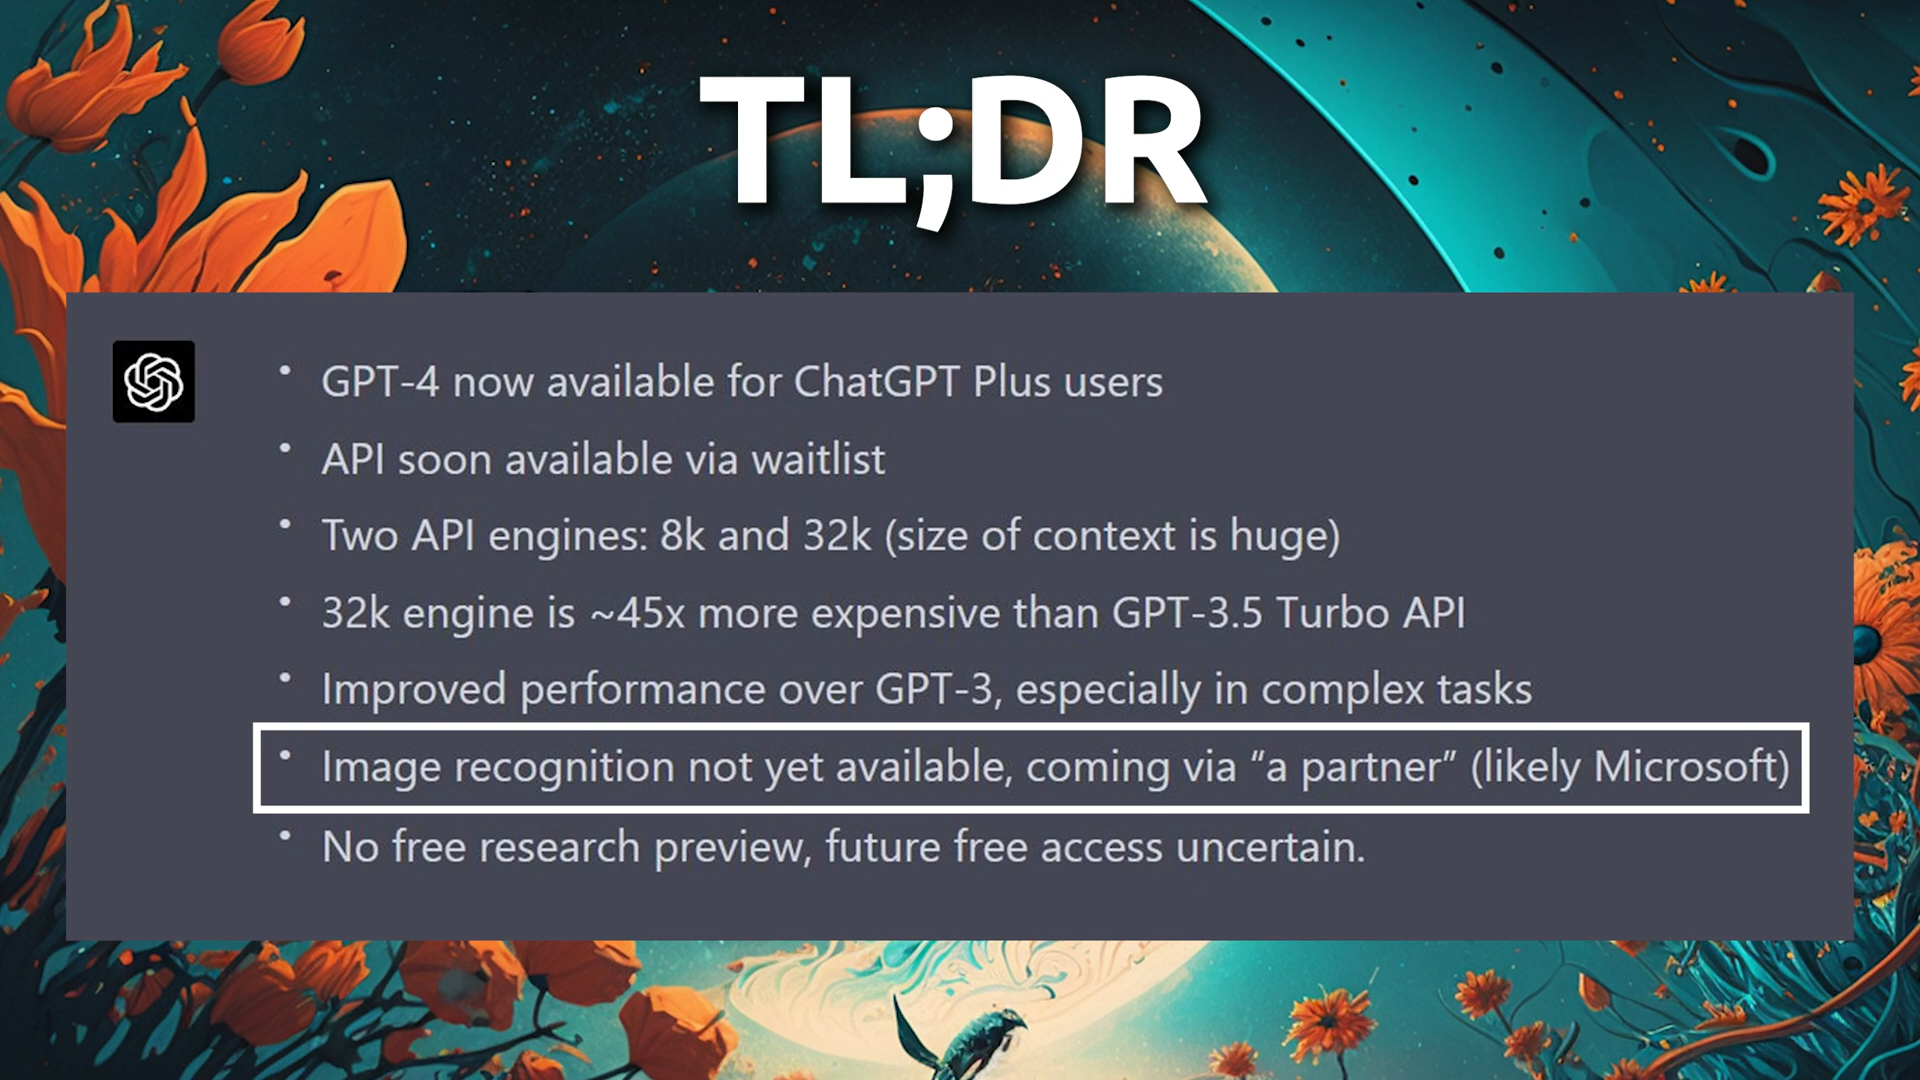 TL;DR
• GPT-4 now available for ChatGPT Plus users
• API soon available via waitlist
• Two API engines: 8k and 32k (size of context is huge)
• 32k engine is ~45x more expensive than GPT-3.5 Turbo API
• Improved performance over GPT-3, especially in complex tasks
• Image recognition not yet available, coming via “a partner” (likely Microsoft)
• No free research preview, future free access uncertain.